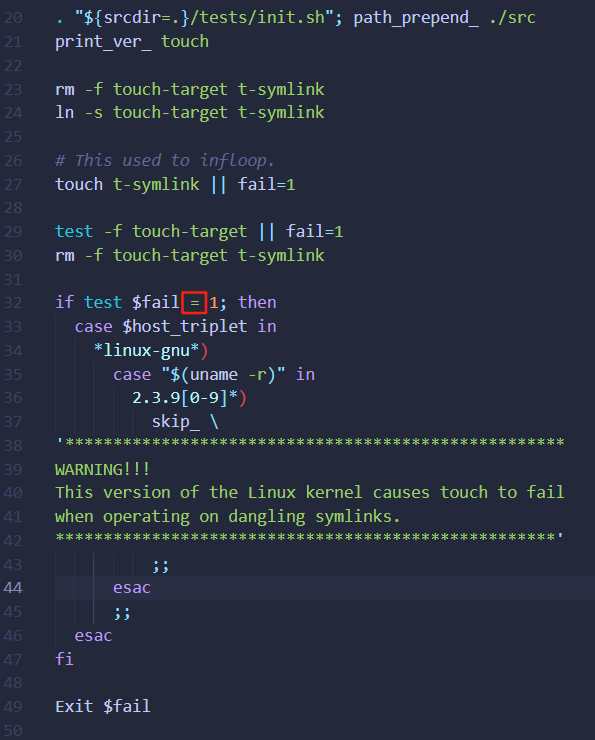 20 . "${srcdir=.}/tests/init.sh"; path_prepend_ ./src
21 print_ver_ touch
22
23 rm -f touch-target t-symlink
24 ln -s touch-target t-symlink
25
26 # This used to infloop.
27 touch t-symlink || fail=1
28
29 test -f touch-target || fail=1
30 rm -f touch-target t-symlink
31
32 if test $fail = 1; then
33   case $host_triplet in
34     *linux-gnu*)
35       case "$(uname -r)" in
36         2.3.9[0-9]*)
37           skip_ \
38 '****************************************************
39 WARNING!!!
40 This version of the Linux kernel causes touch to fail
41 when operating on dangling symlinks.
42 ****************************************************'
43           ;;
44       esac
45       ;;
46   esac
47 fi
48
49 Exit $fail
50